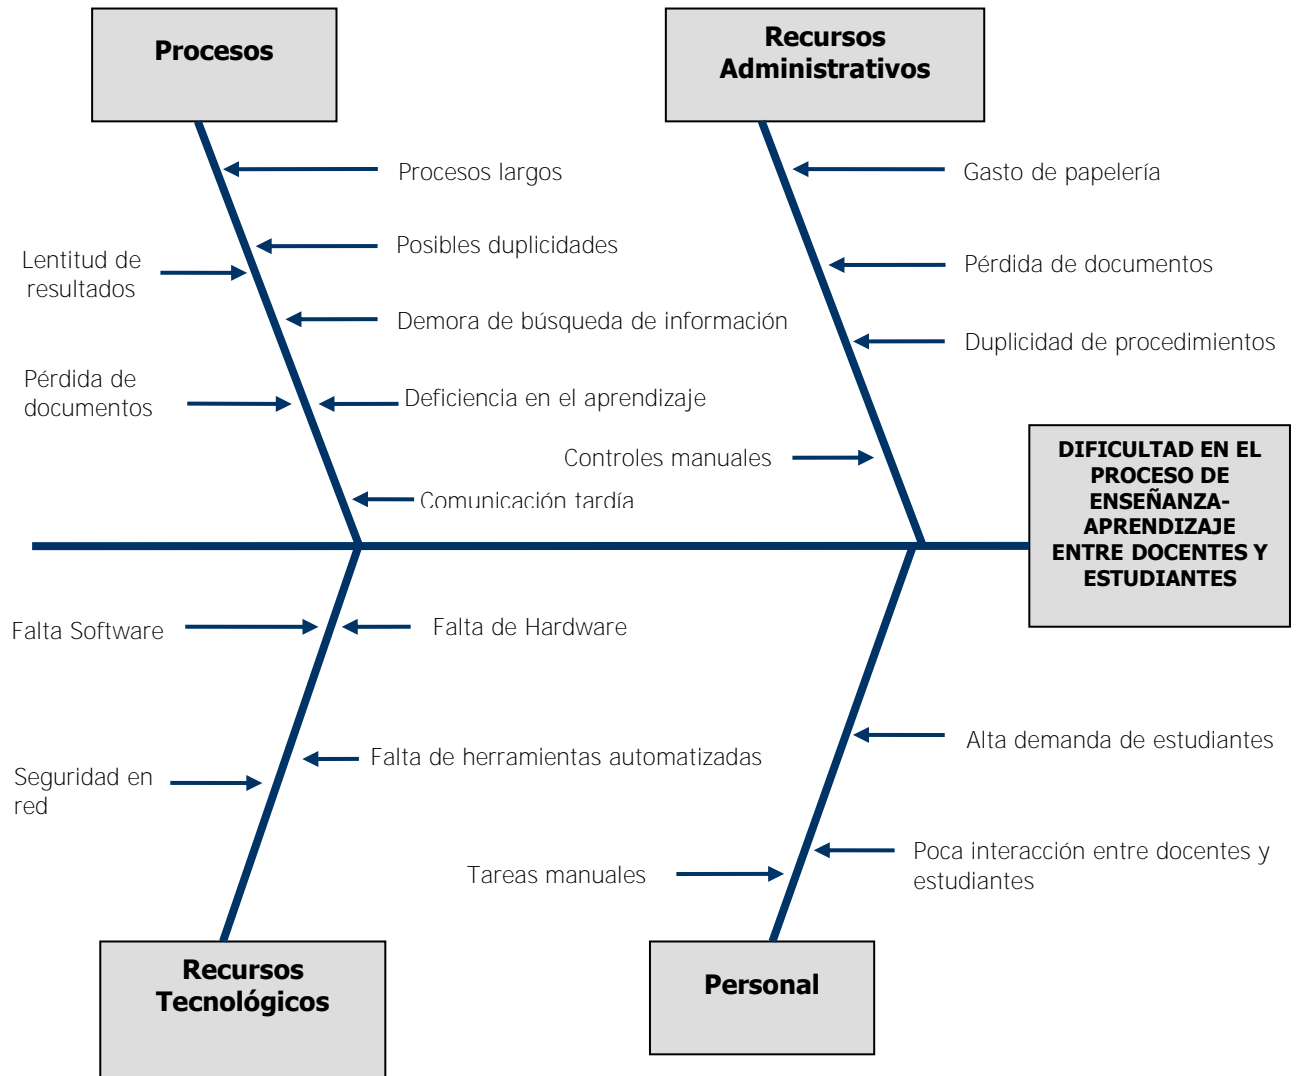 Procesos
Recursos
Administrativos
Procesos largos
Gasto de papelería
Posibles duplicidades
Lentitud de
resultados
Pérdida de documentos
Demora de búsqueda de información
Duplicidad de procedimientos
Pérdida de
documentos
Deficiencia en el aprendizaje
Controles manuales
Comunicación tardía
DIFICULTAD EN EL
PROCESO DE
ENSEÑANZA-
APRENDIZAJE
ENTRE DOCENTES Y
ESTUDIANTES
Falta Software
Falta de Hardware
Falta de herramientas automatizadas
Seguridad en
red
Alta demanda de estudiantes
Tareas manuales
Poca interacción entre docentes y
estudiantes
Recursos
Tecnológicos
Personal